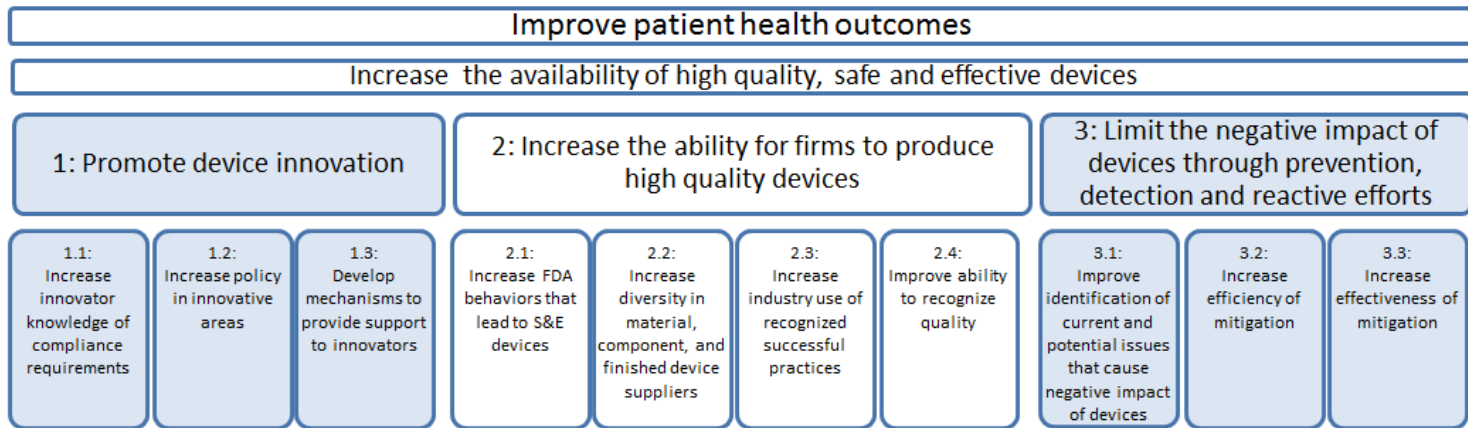 Improve patient health outcomes
Increase the availability of high quality, safe and effective devices
1: Promote device innovation
2: Increase the ability for firms to produce
high quality devices
3: Limit the negative impact of
devices through prevention,
detection and reactive efforts
1.1:
Increase
innovator
knowledge of
compliance
requirements
1.2:
Increase policy
in innovative
areas
1.3:
Develop
mechanisms to
provide support
to innovators
2.1:
Increase FDA
behaviors that
lead to S&E
devices
2.2:
Increase
diversity in
material,
component, and
finished device
suppliers
2.3:
Increase
industry use of
recognized
successful
practices
2.4:
Improve ability
to recognize
quality
3.1:
Improve
identification of
current and
potential issues
that cause
negative impact
of devices
3.2:
Increase
efficiency of
mitigation
3.3:
Increase
effectiveness of
mitigation